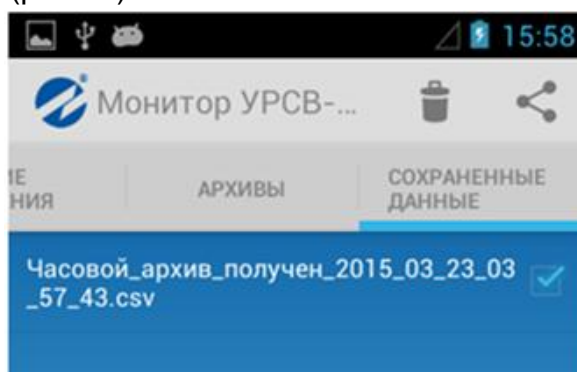 15:58
Монитор УРСВ-...
АРХИВЫ
СОХРАНЕННЫЕ
ДАННЫЕ
Часовой_архив_получен_2015_03_23_03
_57_43.csv